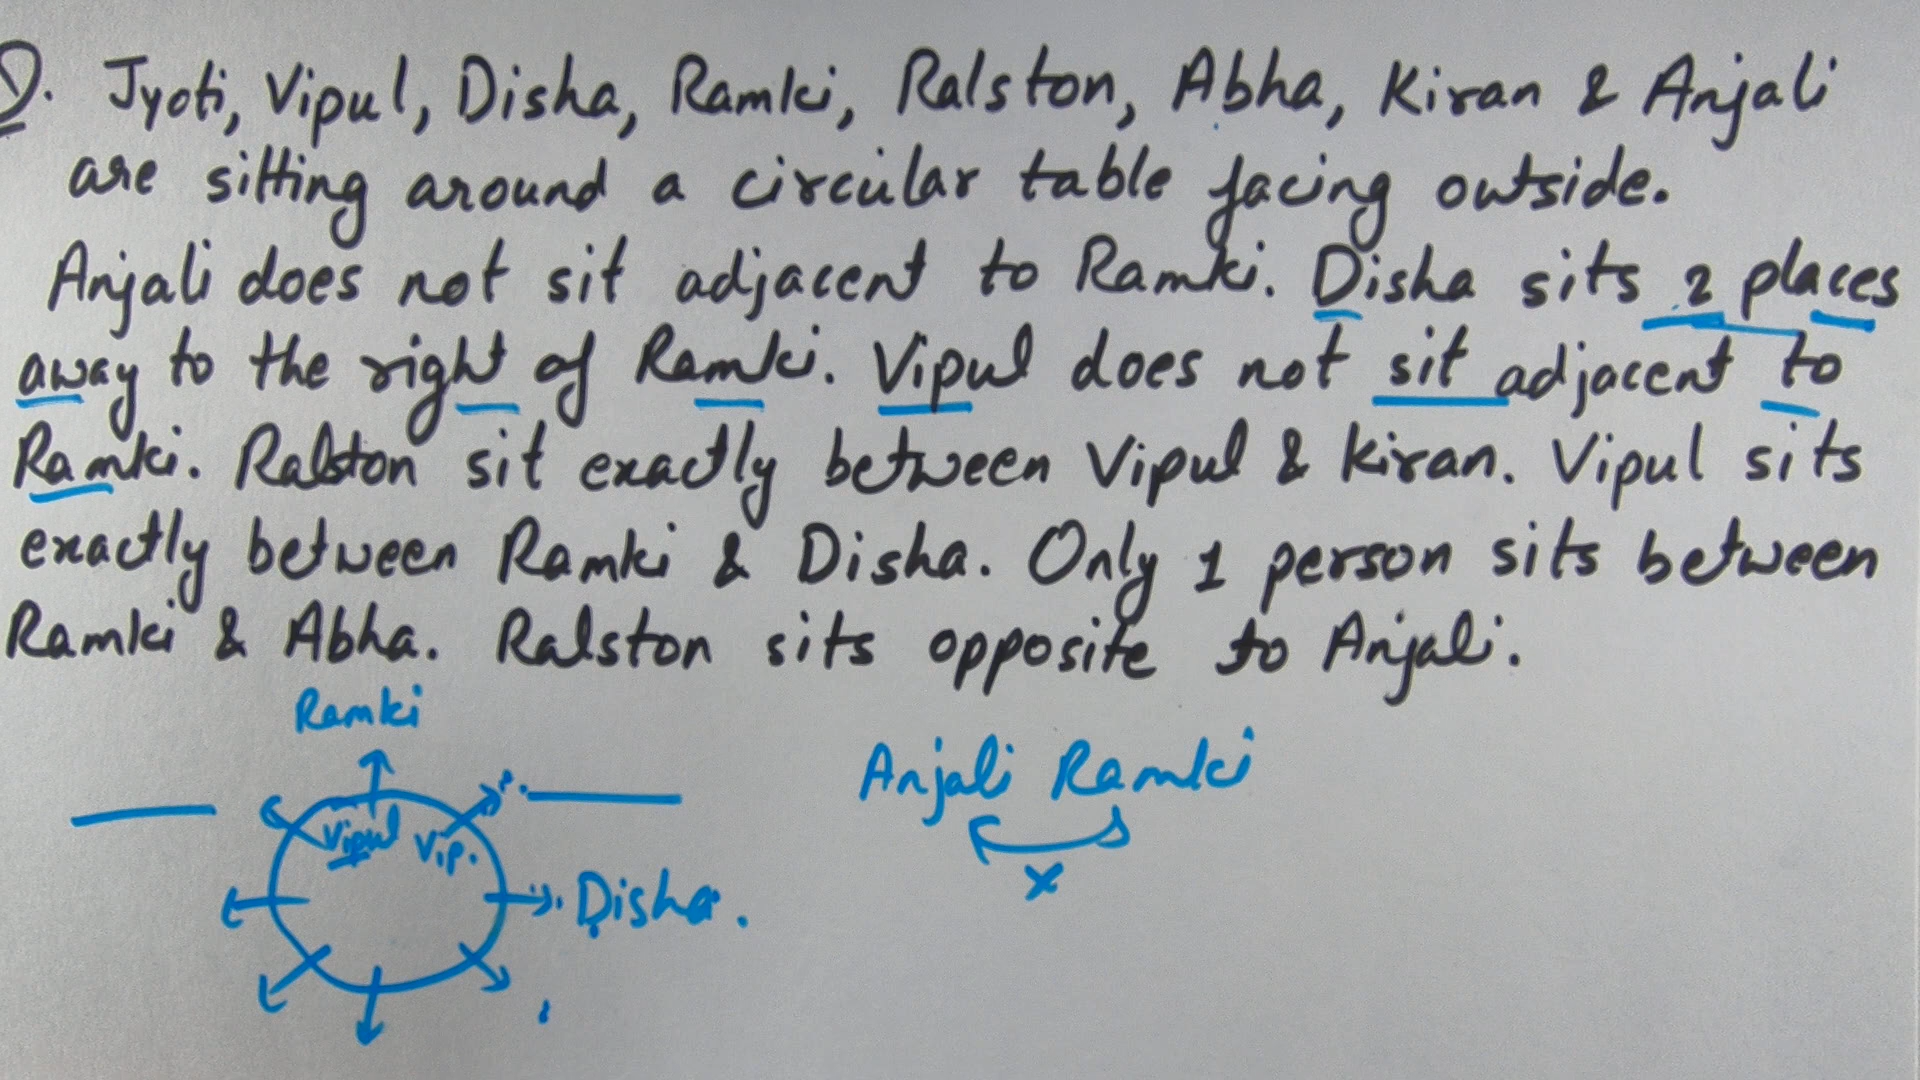 Q. Jyoti, Vipul, Disha, Ramki, Ralston, Abha, Kiran & Anjali
are sitting around a circular table facing outside.
Anjali does not sit adjacent to Ramki. Disha sits 2 places
away to the right of Ramki. Vipul does not sit adjacent to
Ramki. Ralston sit exactly between Vipul & Kiran. Vipul sits
exactly between Ramki & Disha. Only 1 person sits between
Ramki & Abha. Ralston sits opposite to Anjali.
Ramki
Anjali Ramki
Vipul Vip.
x
Disha.